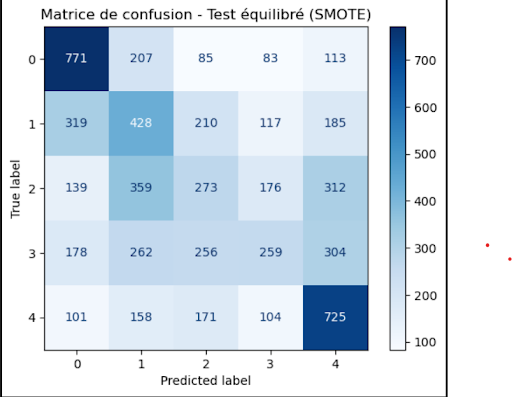 Matrice de confusion - Test équilibré (SMOTE)
0 771 207 85 83 113
1 319 428 210 117 185
2 139 359 273 176 312
3 178 262 256 259 304
4 101 158 171 104 725
0 1 2 3 4
Predicted label
True label
700
600
500
400
300
200
100